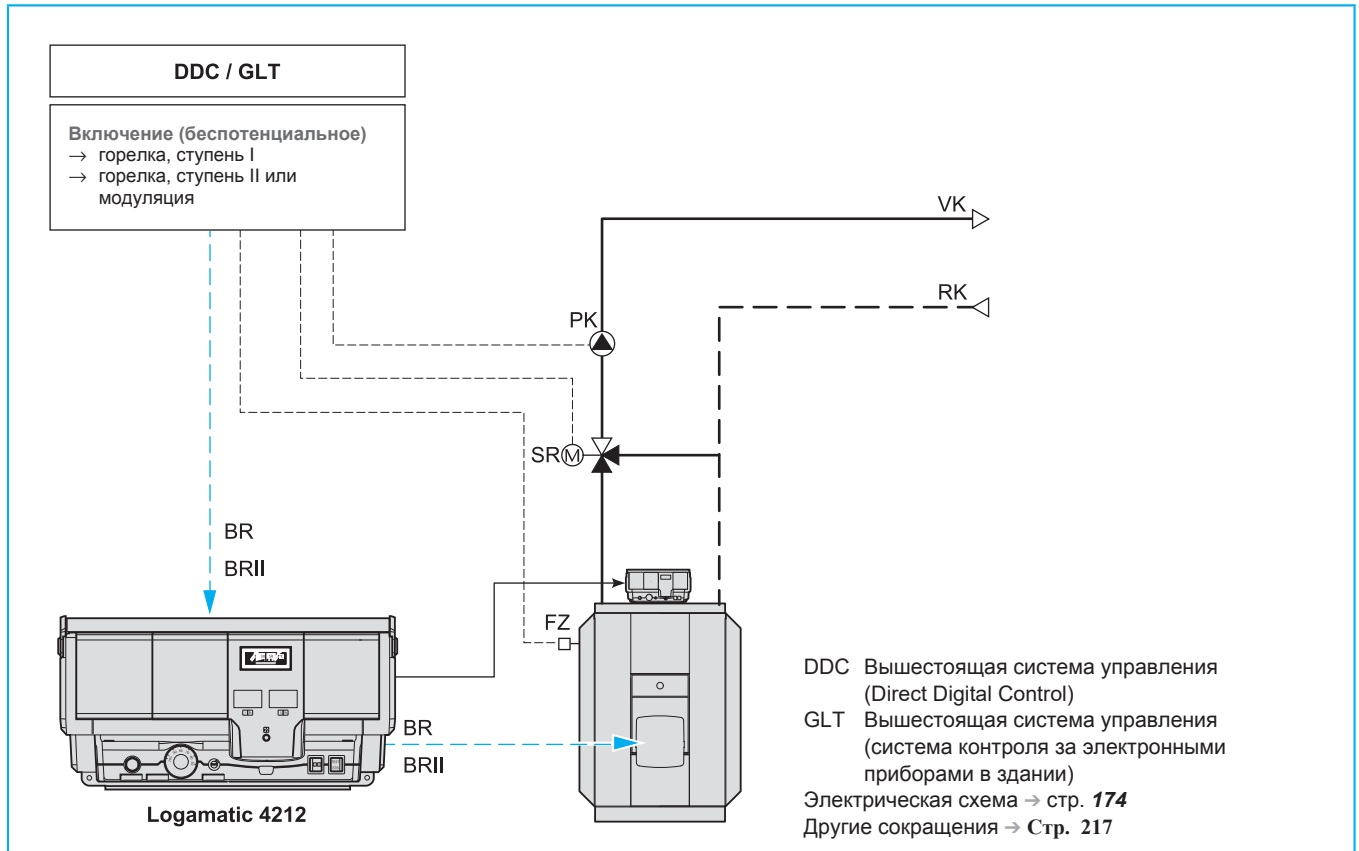 DDC / GLT
Включение (беспотенциальное)
→ горелка, ступень I
→ горелка, ступень II или
модуляция
VK
RK
PK
SR M
BR
BRII
FZ
BR
BRII
Logamatic 4212
DDC Вышестоящая система управления
(Direct Digital Control)
GLT Вышестоящая система управления
(система контроля за электронными
приборами в здании)
Электрическая схема → стр. 174
Другие сокращения → Стр. 217